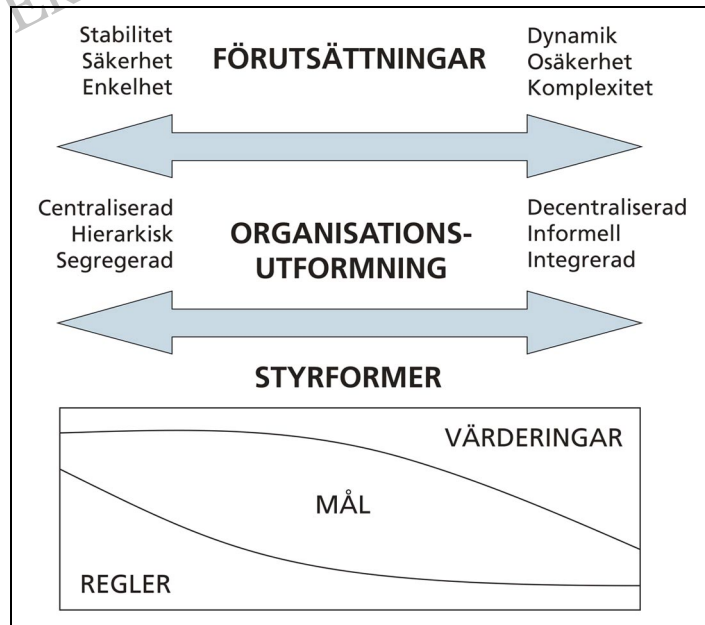 Stabilitet
Säkerhet
Enkelhet
FÖRUTSÄTTNINGAR
Dynamik
Osäkerhet
Komplexitet
Centraliserad
Hierarkisk
Segregerad
ORGANISATIONS-
UTFORMNING
Decentraliserad
Informell
Integrerad
STYRFORMER
VÄRDERINGAR
MÅL
REGLER